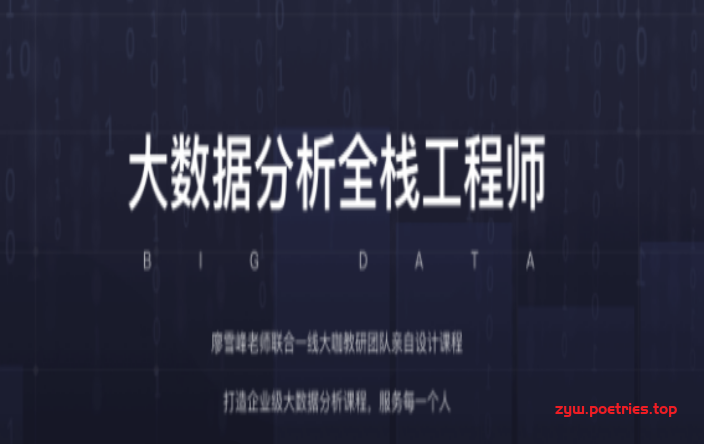 大数据分析全栈工程师
BIG DATA
廖雪峰老师联合一线大咖教研团队亲自设计课程
打造企业级大数据分析课程，服务每一个人
zyw.poetries.top